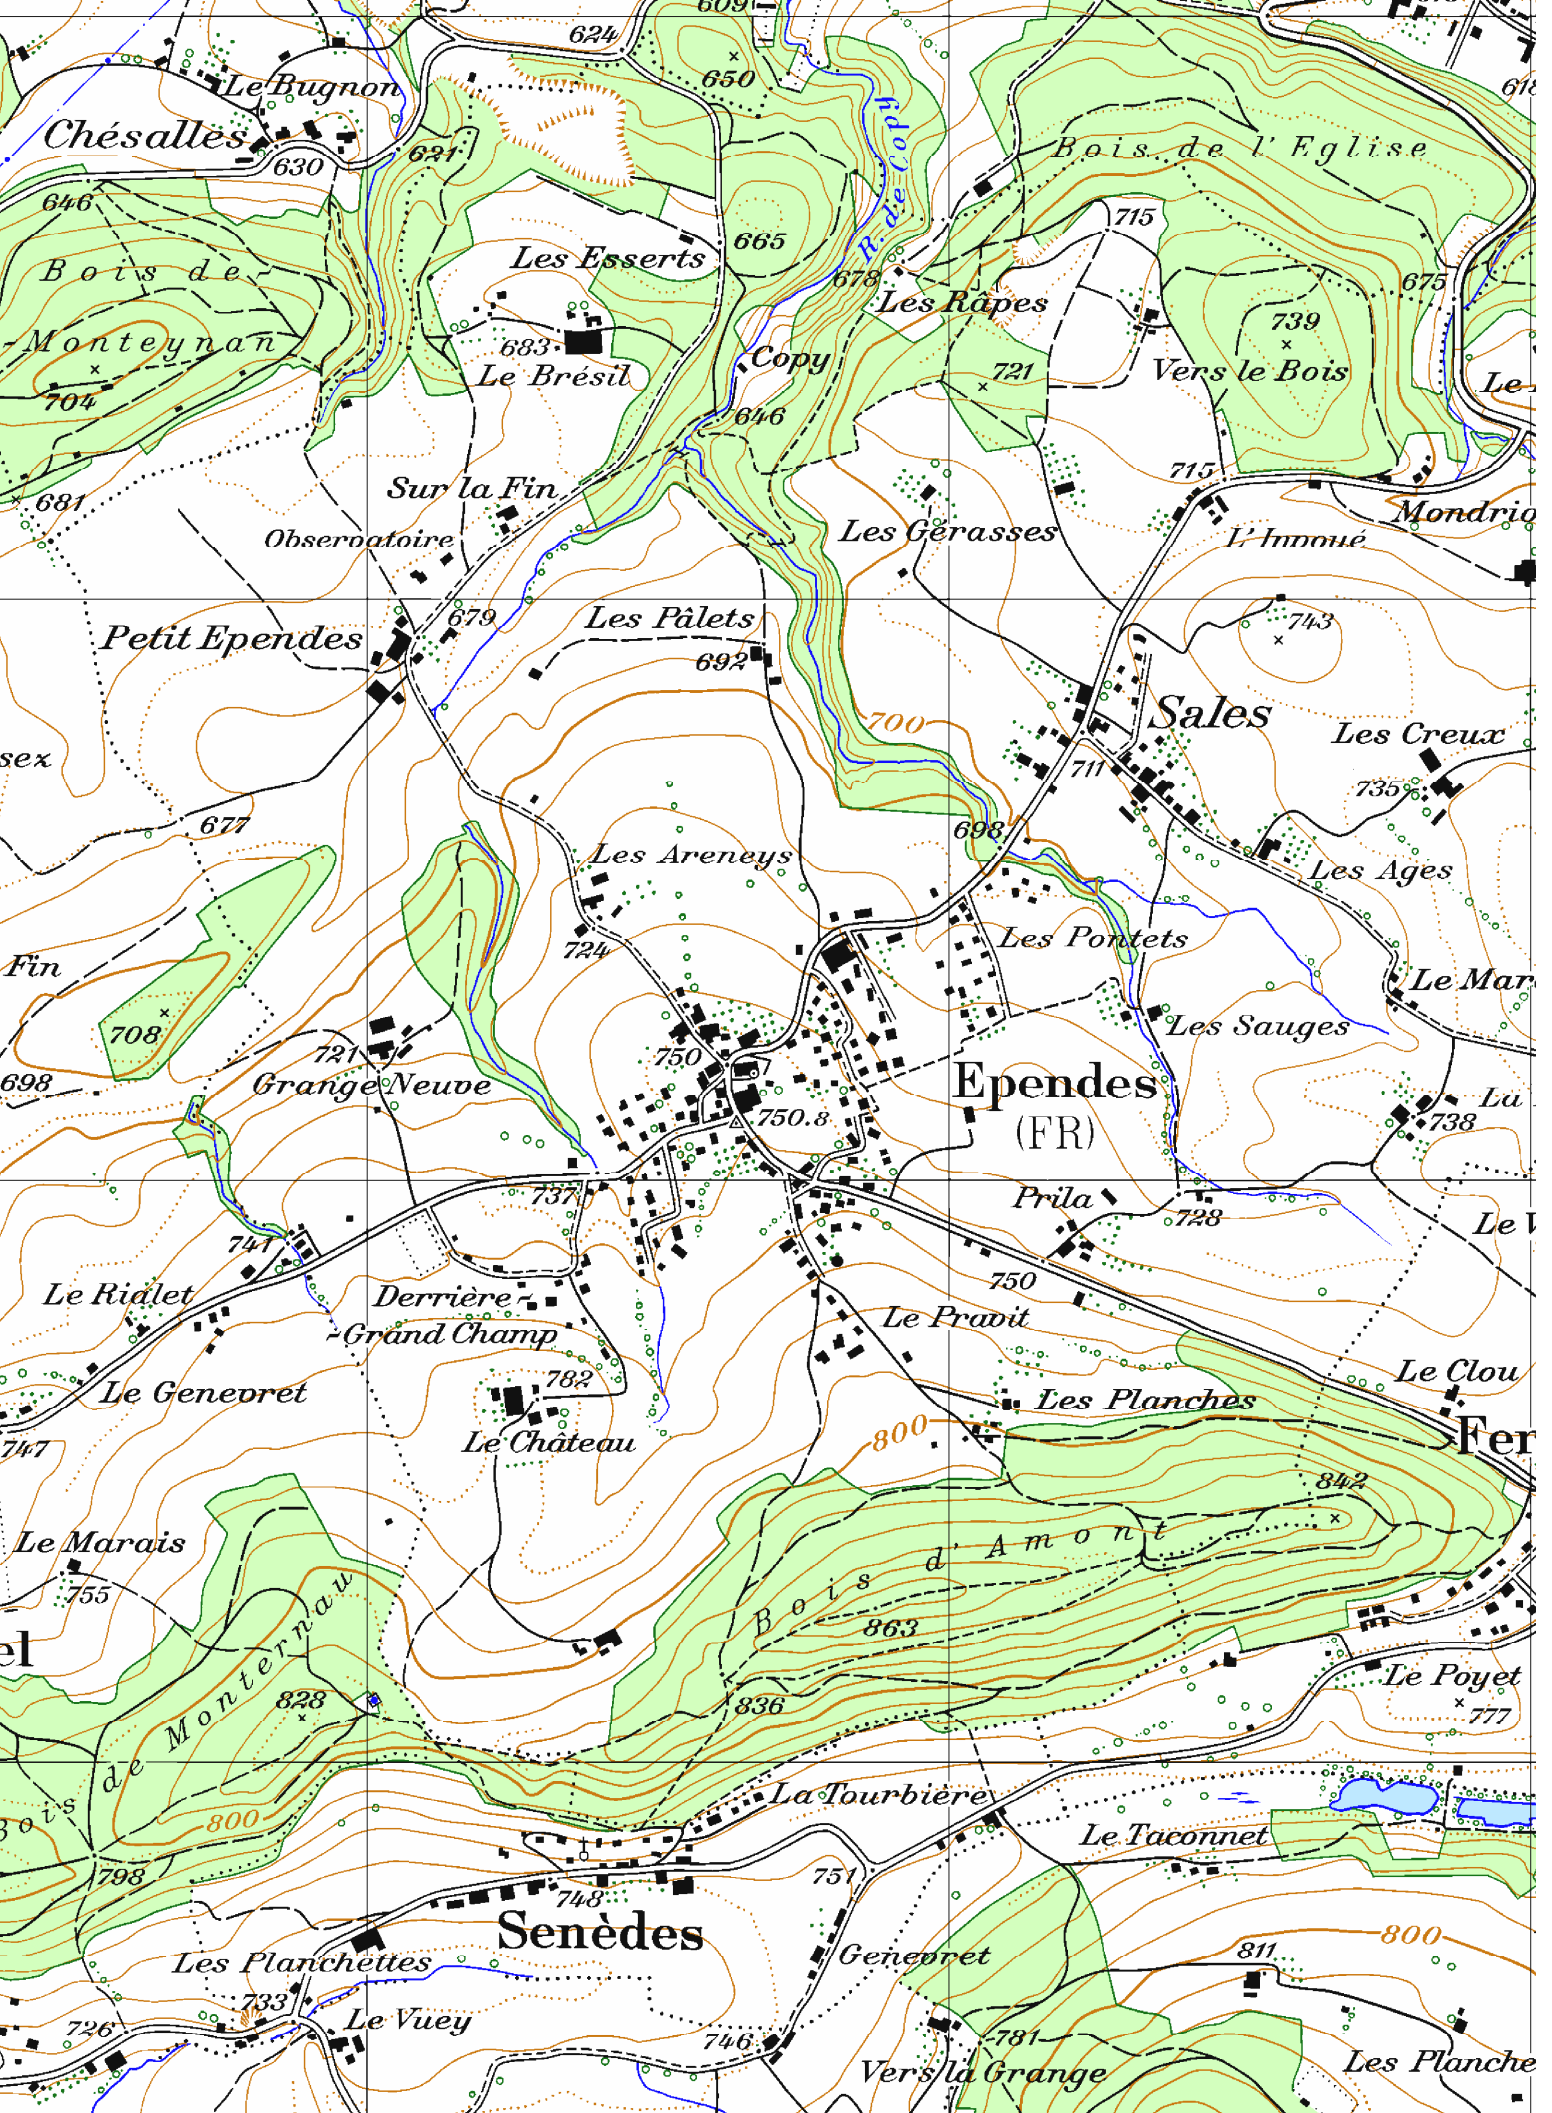 609
624
650
618
Le Bugnon
Chésalles
630
621
646
Bois de l'Eglise
R. de Copy
715
665
Les Esserts
678
675
Bois de-
-Monteynan
Les Râpes
739
683
Le Brésil
Copy
721
Vers le Bois
704
646
715
681
Sur la Fin
Observatoire
Les Gérasses
L'Innoué
679
Les Pâlets
743
Petit Ependes
692
700
Sales
Les Creux
711
735
677
698
Les Areneys
Les Ages
724
Les Pontets
Fin
708
Les Sauges
721
750
698
Grange Neuve
Ependes
(FR)
750.8
738
737
Prila
728
741
750
Le Rialet
Derrière-
-Grand Champ
Le Pravit
782
Le Clou
Le Genevret
Les Planches
747
Le Château
800
842
Le Marais
Bois d'Amont
755
863
Bois de Monternau
828
836
Le Poyet
777
La Tourbière
800
Le Taconnet
798
748
751
Senèdes
Genevret
800
811
Les Planchettes
733
726
Le Vuey
746
781
Vers la Grange
Les Planche